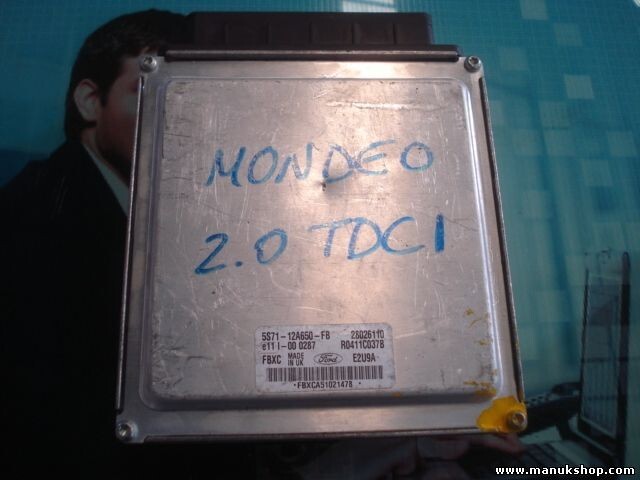 MONDEO
2.0 TDCI
5S71-12A650-FB 28026110
e11 I-00 0287 R0411C037B
FBXC MADE IN UK Ford E2U9A
*FBXCA51021478*
www.manukshop.com